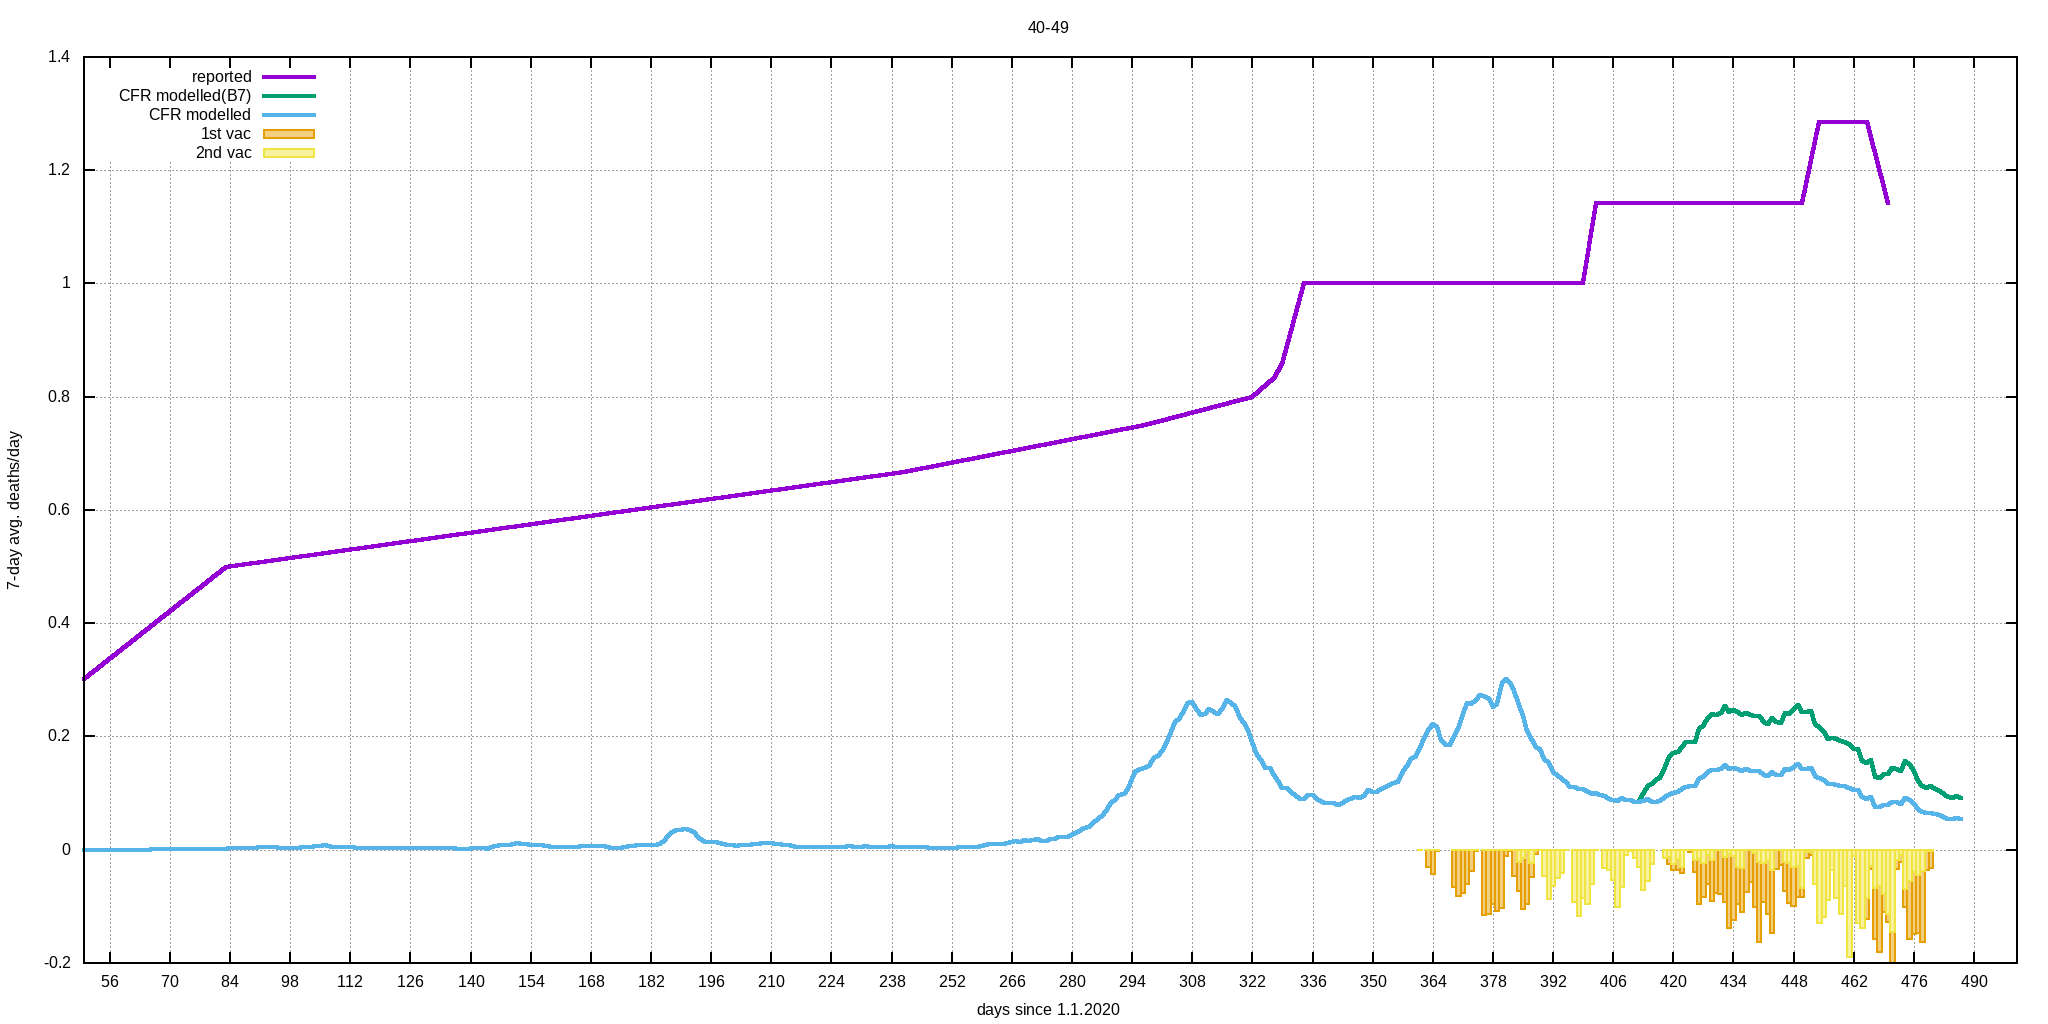 40-49
1.4
1.2
1
0.8
0.6
0.4
0.2
0
-0.2
7-day avg. deaths/day
reported
CFR modelled(B7)
CFR modelled
1st vac
2nd vac
56 70 84 98 112 126 140 154 168 182 196 210 224 238 252 266 280 294 308 322 336 350 364 378 392 406 420 434 448 462 476 490
days since 1.1.2020